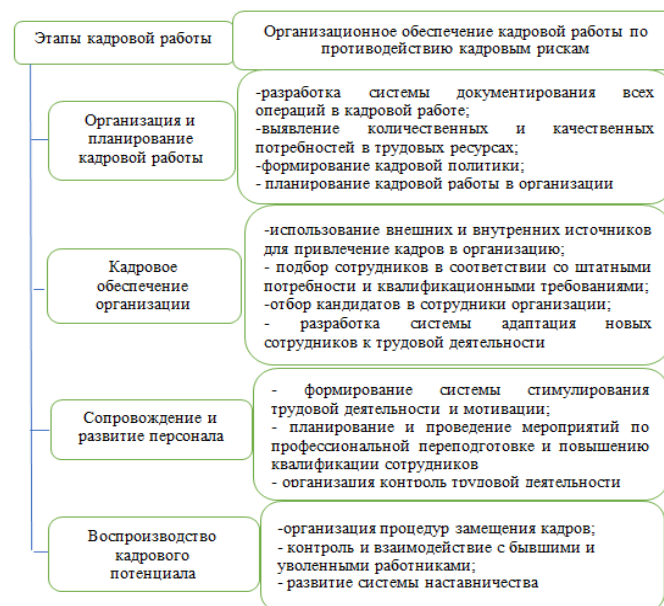 Этапы кадровой работы
Организационное обеспечение кадровой работы по
противодействию кадровым рискам
Организация и
планирование
кадровой работы
-разработка системы документирования всех
операций в кадровой работе;
-выявление количественных и качественных
потребностей в трудовых ресурсах;
-формирование кадровой политики;
- планирование кадровой работы в организации
Кадровое
обеспечение
организации
-использование внешних и внутренних источников
для привлечение кадров в организацию;
- подбор сотрудников в соответствии со штатными
потребности и квалификационными требованиями;
-отбор кандидатов в сотрудники организации;
- разработка системы адаптация новых
сотрудников к трудовой деятельности
Сопровождение и
развитие персонала
- формирование системы стимулирования
трудовой деятельности и мотивации;
- планирование и проведение мероприятий по
профессиональной переподготовке и повышению
квалификации сотрудников
- организация контроль трудовой деятельности
Воспроизводство
кадрового
потенциала
-организация процедур замещения кадров;
- контроль и взаимодействие с бывшими и
уволенными работниками;
- развитие системы наставничества